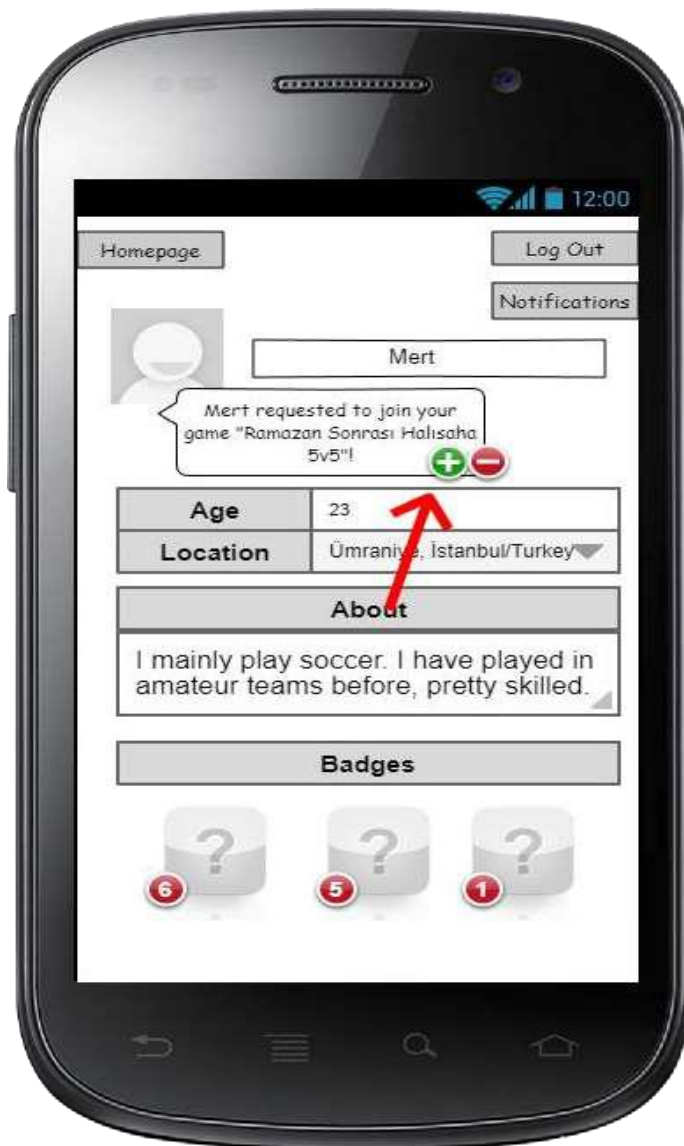 12:00
Homepage
Log Out
Notifications
Mert
Mert requested to join your
game "Ramazan Sonrası Halısaha
5v5"!
Age
23
Location
Ümraniye, İstanbul/Turkey
About
I mainly play soccer. I have played in
amateur teams before, pretty skilled.
Badges
?
?
?
6
5
1